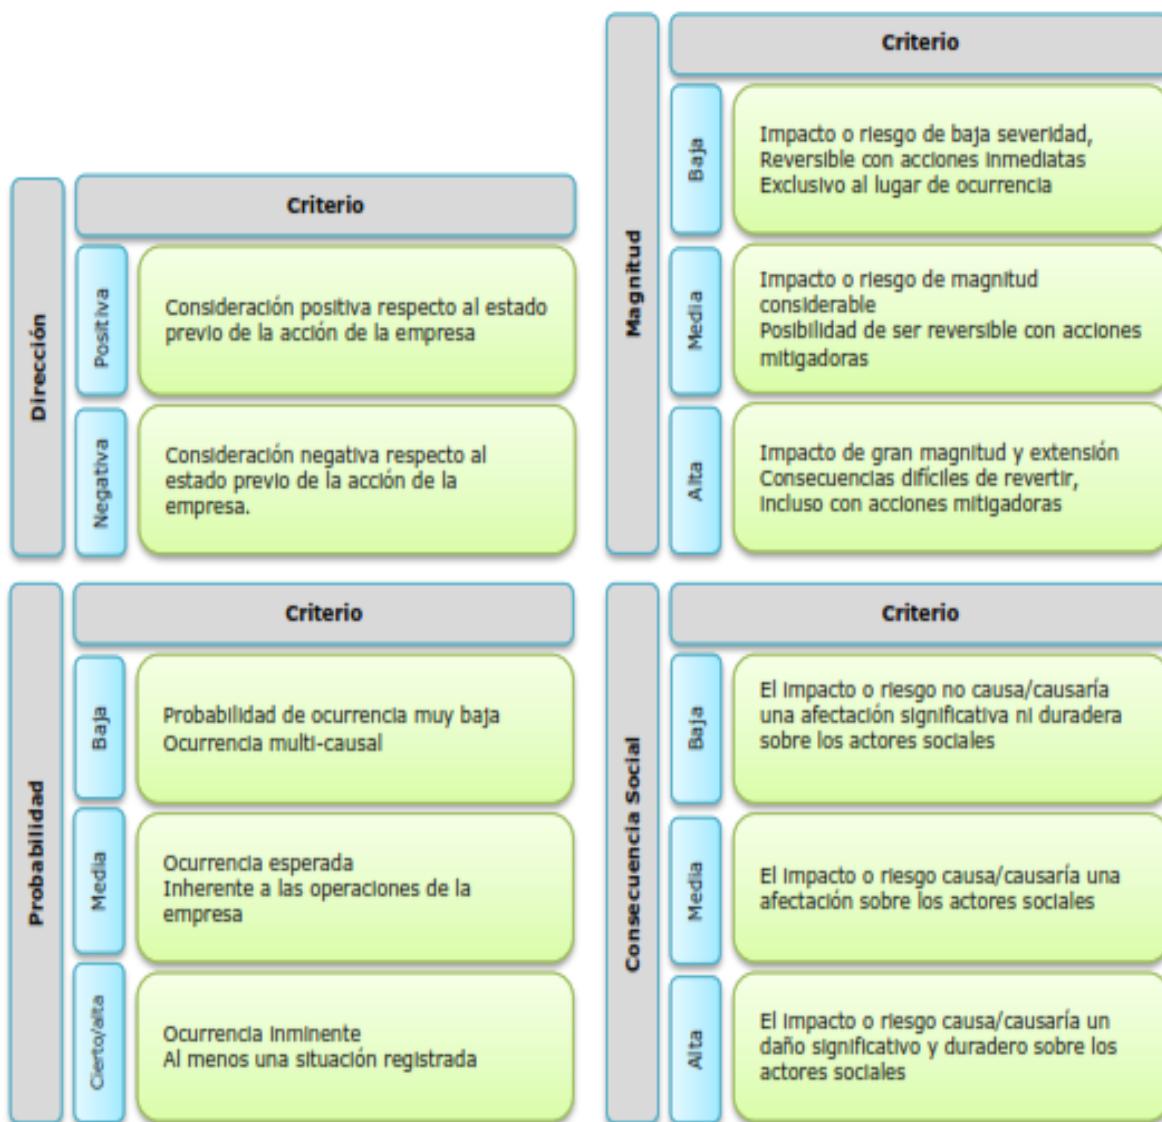 Dirección
Criterio
Positiva
Consideración positiva respecto al estado
previo de la acción de la empresa
Negativa
Consideración negativa respecto al
estado previo de la acción de la
empresa.
Magnitud
Criterio
Baja
Impacto o riesgo de baja severidad,
Reversible con acciones inmediatas
Exclusivo al lugar de ocurrencia
Media
Impacto o riesgo de magnitud
considerable
Posibilidad de ser reversible con acciones
mitigadoras
Alta
Impacto de gran magnitud y extensión
Consecuencias difíciles de revertir,
incluso con acciones mitigadoras
Probabilidad
Criterio
Baja
Probabilidad de ocurrencia muy baja
Ocurrencia multi-causal
Media
Ocurrencia esperada
Inherente a las operaciones de la
empresa
Cierto/alta
Ocurrencia inminente
Al menos una situación registrada
Consecuencia Social
Criterio
Baja
El impacto o riesgo no causa/causaría
una afectación significativa ni duradera
sobre los actores sociales
Media
El impacto o riesgo causa/causaría una
afectación sobre los actores sociales
Alta
El impacto o riesgo causa/causaría un
daño significativo y duradero sobre los
actores sociales